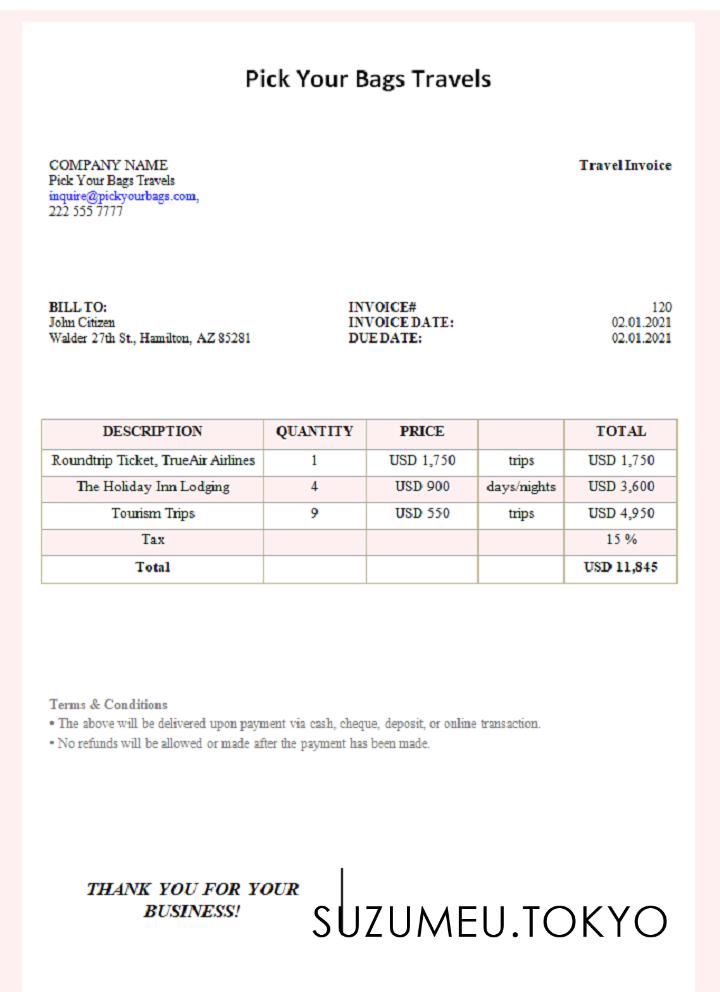 Pick Your Bags Travels
COMPANY NAME
Travel Invoice
Pick Your Bags Travels
inquire@pickyourbags.com,
222 555 7777
BILL TO:
INVOICE# 120
John Citizen
INVOICE DATE: 02.01.2021
Walder 27th St., Hamilton, AZ 85281
DUE DATE: 02.01.2021
DESCRIPTION QUANTITY PRICE TOTAL
Roundtrip Ticket, TrueAir Airlines 1 USD 1,750 trips USD 1,750
The Holiday Inn Lodging 4 USD 900 days/nights USD 3,600
Tourism Trips 9 USD 550 trips USD 4,950
Tax 15 %
Total USD 11,845
Terms & Conditions
• The above will be delivered upon payment via cash, cheque, deposit, or online transaction.
• No refunds will be allowed or made after the payment has been made.
THANK YOU FOR YOUR
BUSINESS!
SUZUMEU.TOKYO